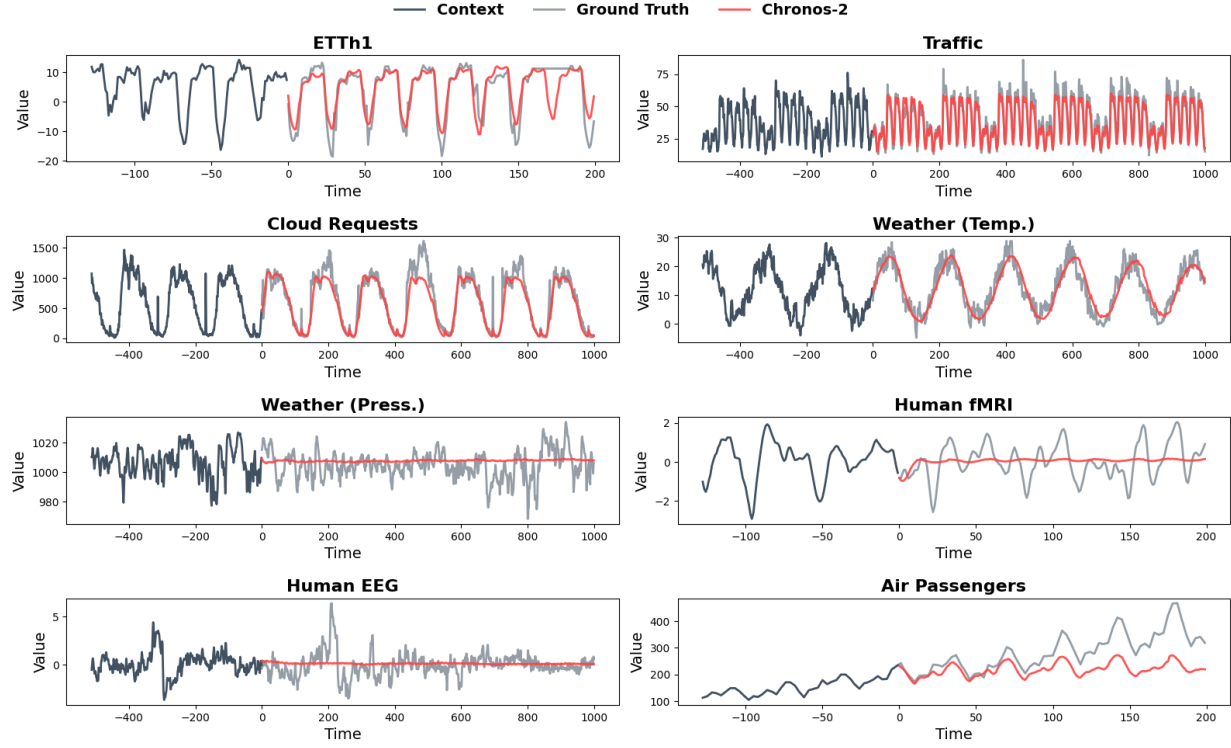 Context Ground Truth Chronos-2
ETTh1
Value
10
0
−10
−20
−100 −50 0 50 100 150 200
Time
Traffic
Value
75
50
25
−400 −200 0 200 400 600 800 1000
Time
Cloud Requests
Value
1500
1000
500
0
−400 −200 0 200 400 600 800 1000
Time
Weather (Temp.)
Value
30
20
10
0
−400 −200 0 200 400 600 800 1000
Time
Weather (Press.)
Value
1020
1000
980
−400 −200 0 200 400 600 800 1000
Time
Human fMRI
Value
2
0
−2
−100 −50 0 50 100 150 200
Time
Human EEG
Value
5
0
−400 −200 0 200 400 600 800 1000
Time
Air Passengers
Value
400
300
200
100
−100 −50 0 50 100 150 200
Time